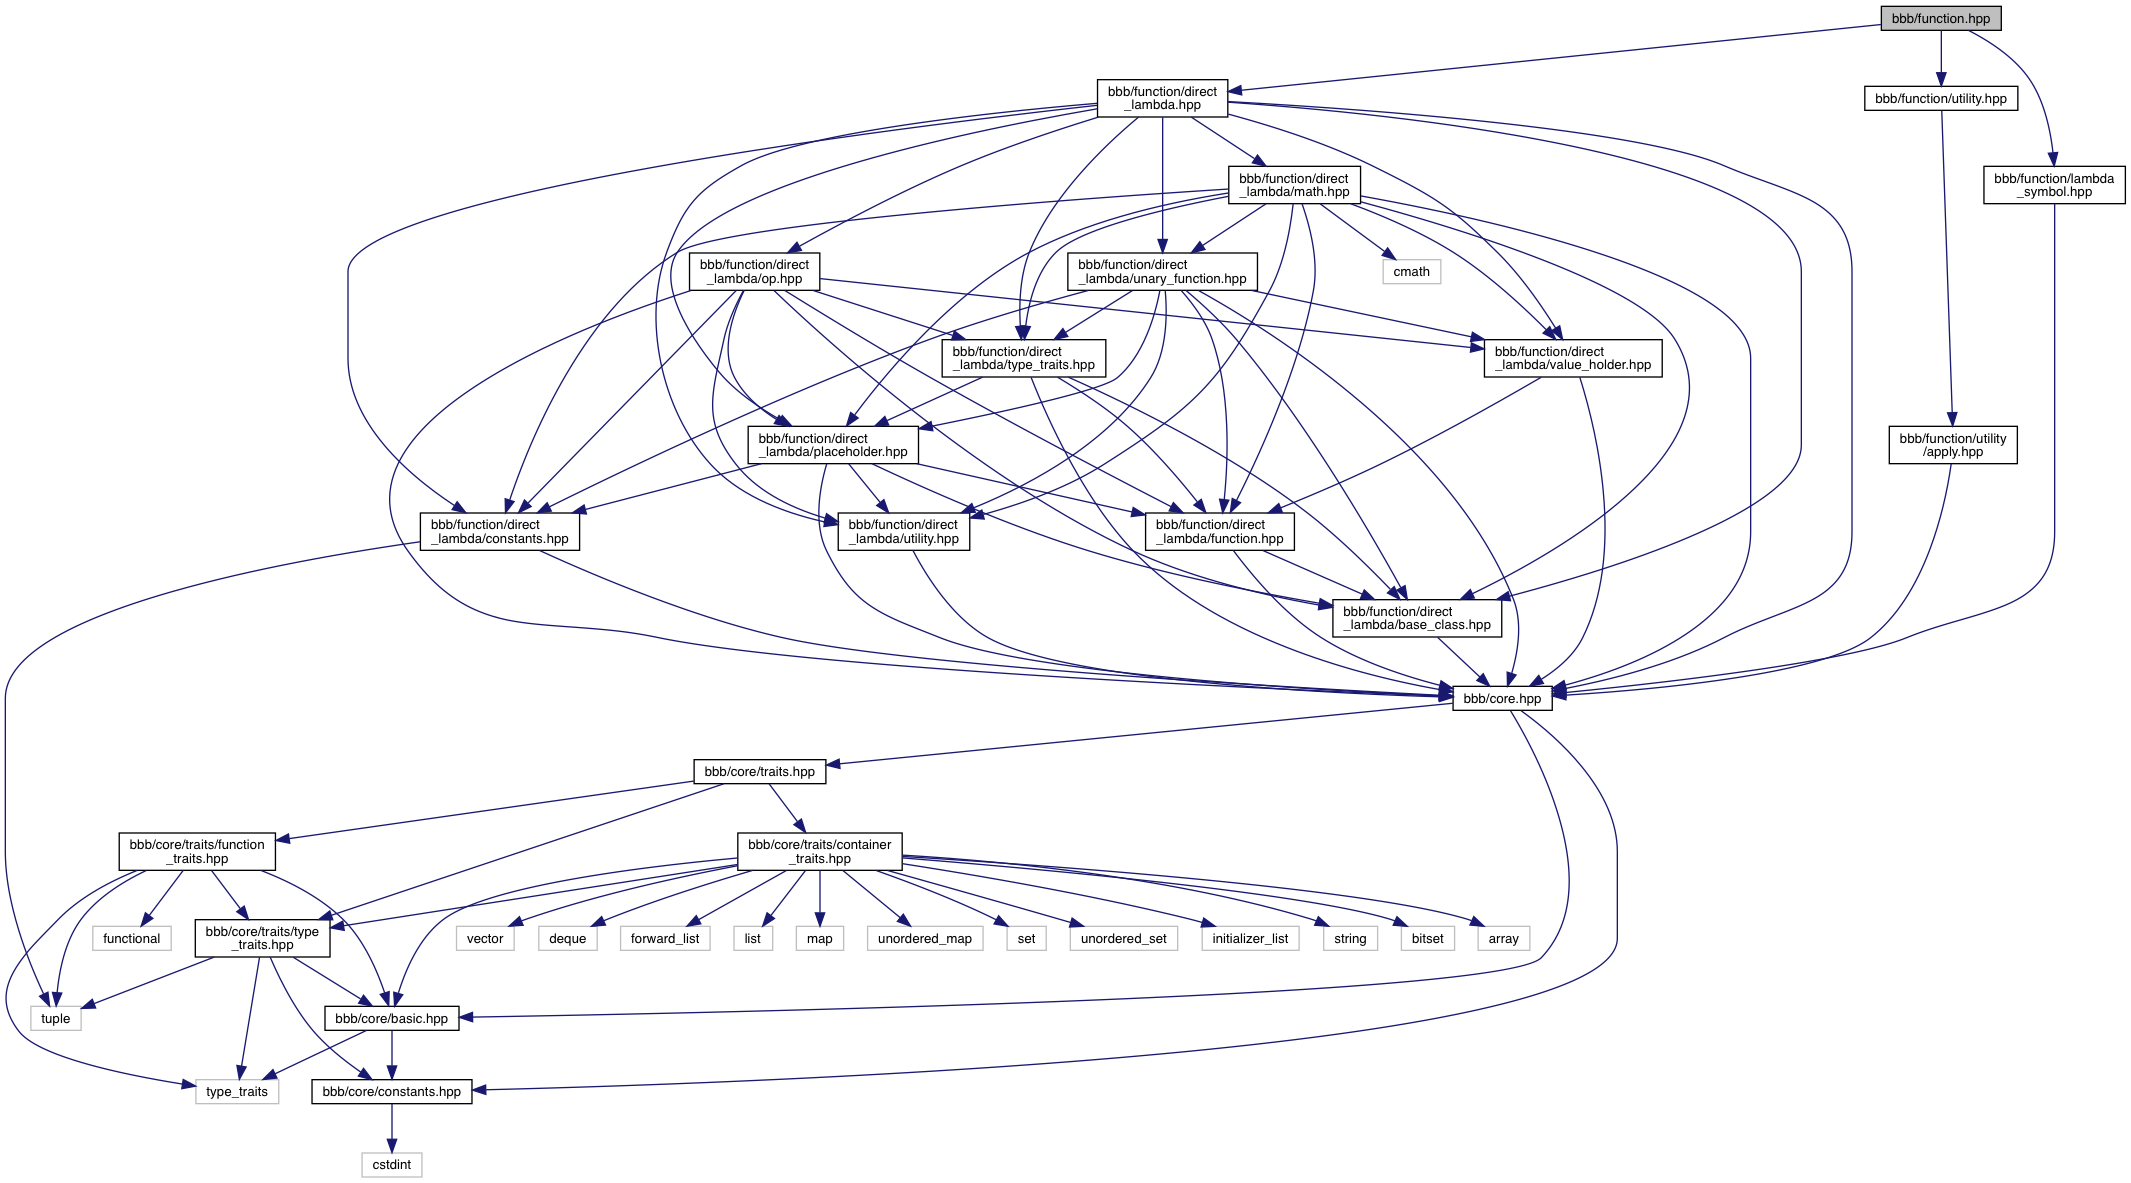 bbb/function.hpp
bbb/function/direct
_lambda.hpp
bbb/function/utility.hpp
bbb/function/direct
_lambda/math.hpp
bbb/function/lambda
_symbol.hpp
bbb/function/direct
_lambda/op.hpp
bbb/function/direct
_lambda/unary_function.hpp
cmath
bbb/function/direct
_lambda/type_traits.hpp
bbb/function/direct
_lambda/value_holder.hpp
bbb/function/direct
_lambda/placeholder.hpp
bbb/function/utility
/apply.hpp
bbb/function/direct
_lambda/constants.hpp
bbb/function/direct
_lambda/utility.hpp
bbb/function/direct
_lambda/function.hpp
bbb/function/direct
_lambda/base_class.hpp
bbb/core.hpp
bbb/core/traits.hpp
bbb/core/traits/function
_traits.hpp
bbb/core/traits/container
_traits.hpp
functional
bbb/core/traits/type
_traits.hpp
vector
deque
forward_list
list
map
unordered_map
set
unordered_set
initializer_list
string
bitset
array
tuple
bbb/core/basic.hpp
type_traits
bbb/core/constants.hpp
cstdint